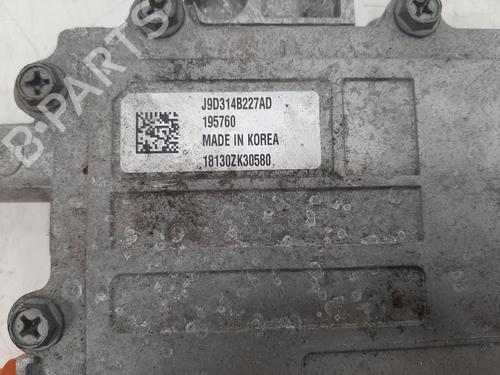 B-PARTS
J9D314B227AD
195760
MADE IN KOREA
18130ZK30580